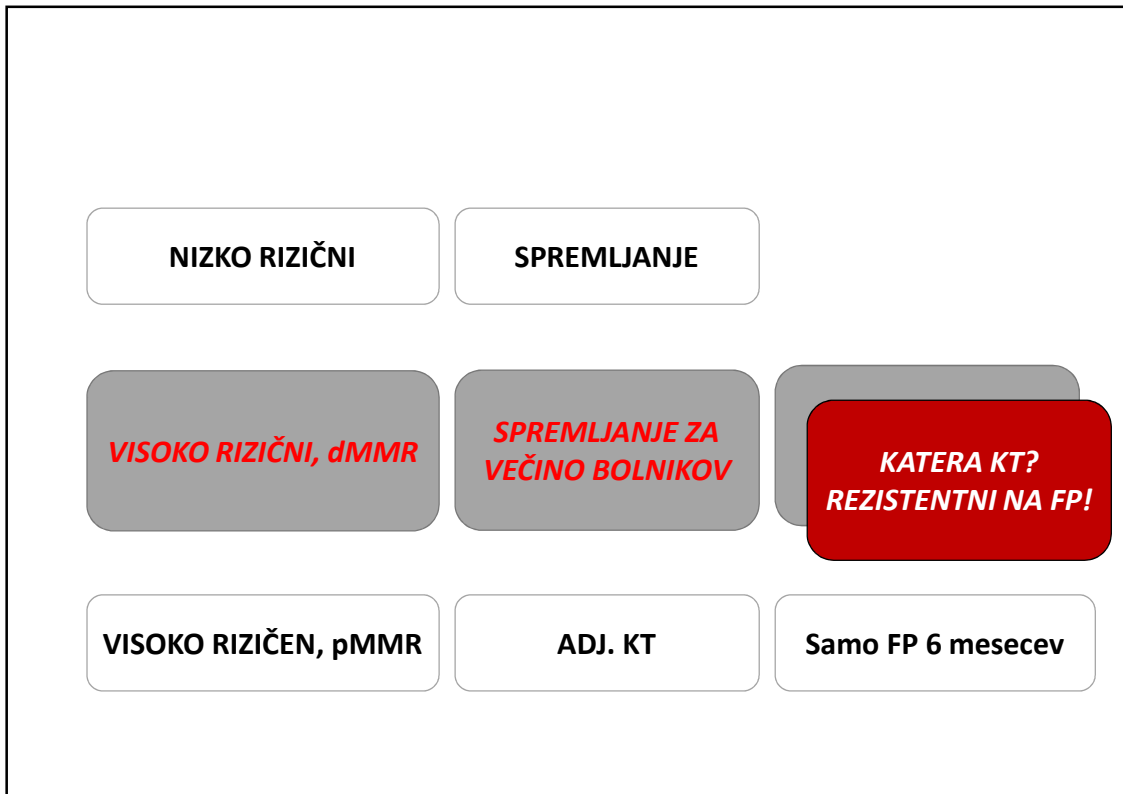 NIZKO RIZIČNI
SPREMLJANJE
VISOKO RIZIČNI, dMMR
SPREMLJANJE ZA
VEČINO BOLNIKOV
KATERA KT?
REZISTENTNI NA FP!
VISOKO RIZIČEN, pMMR
ADJ. KT
Samo FP 6 mesecev